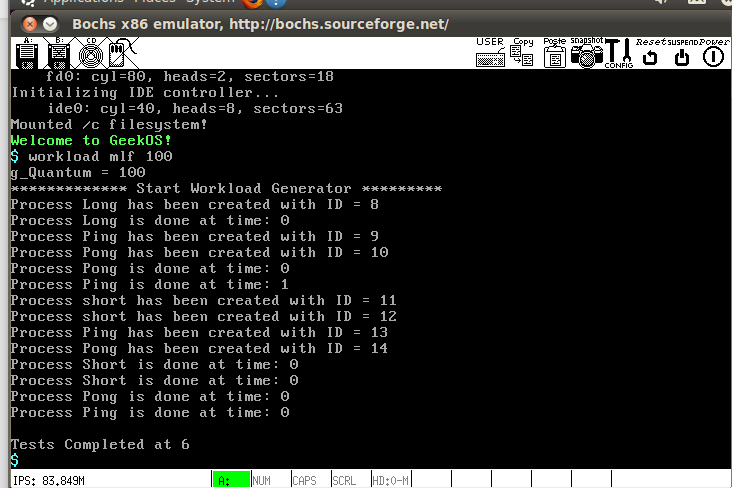 Applications Places System
Bochs x86 emulator, http://bochs.sourceforge.net/
A: B: CD USER Copy Paste snapshot CONFIG Reset SUSPEND Power
fd0: cyl=80, heads=2, sectors=18
Initializing IDE controller...
ide0: cyl=40, heads=8, sectors=63
Mounted /c filesystem!
Welcome to GeekOS!
$ workload mlf 100
g_Quantum = 100
************* Start Workload Generator *********
Process Long has been created with ID = 8
Process Long is done at time: 0
Process Ping has been created with ID = 9
Process Pong has been created with ID = 10
Process Pong is done at time: 0
Process Ping is done at time: 1
Process short has been created with ID = 11
Process short has been created with ID = 12
Process Ping has been created with ID = 13
Process Pong has been created with ID = 14
Process Short is done at time: 0
Process Short is done at time: 0
Process Pong is done at time: 0
Process Ping is done at time: 0
Tests Completed at 6
$
IPS: 83.849M A: NUM CAPS SCRL HD:0-M